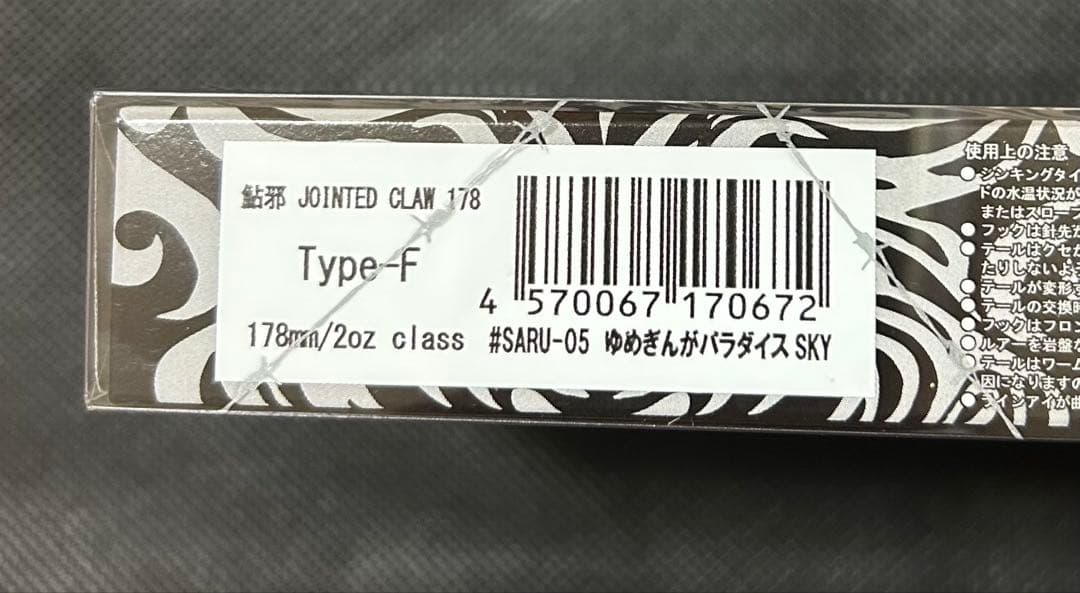 鮎邪 JOINTED CLAW 178
Type-F
4 570067 170672
178mm/2oz class #SARU-05 ゆめぎんがパラダイスSKY
使用上の注意
●シンキングタイ
ドの水温状況が
またはスローフ
●フックは針先が
●テールはクセが
たりしないよう
●テールが変形す
●テールの交換時
●フックはフロン
●ルアーを岩盤な
●テールはワーム
因になりますの
●ラインアイが曲